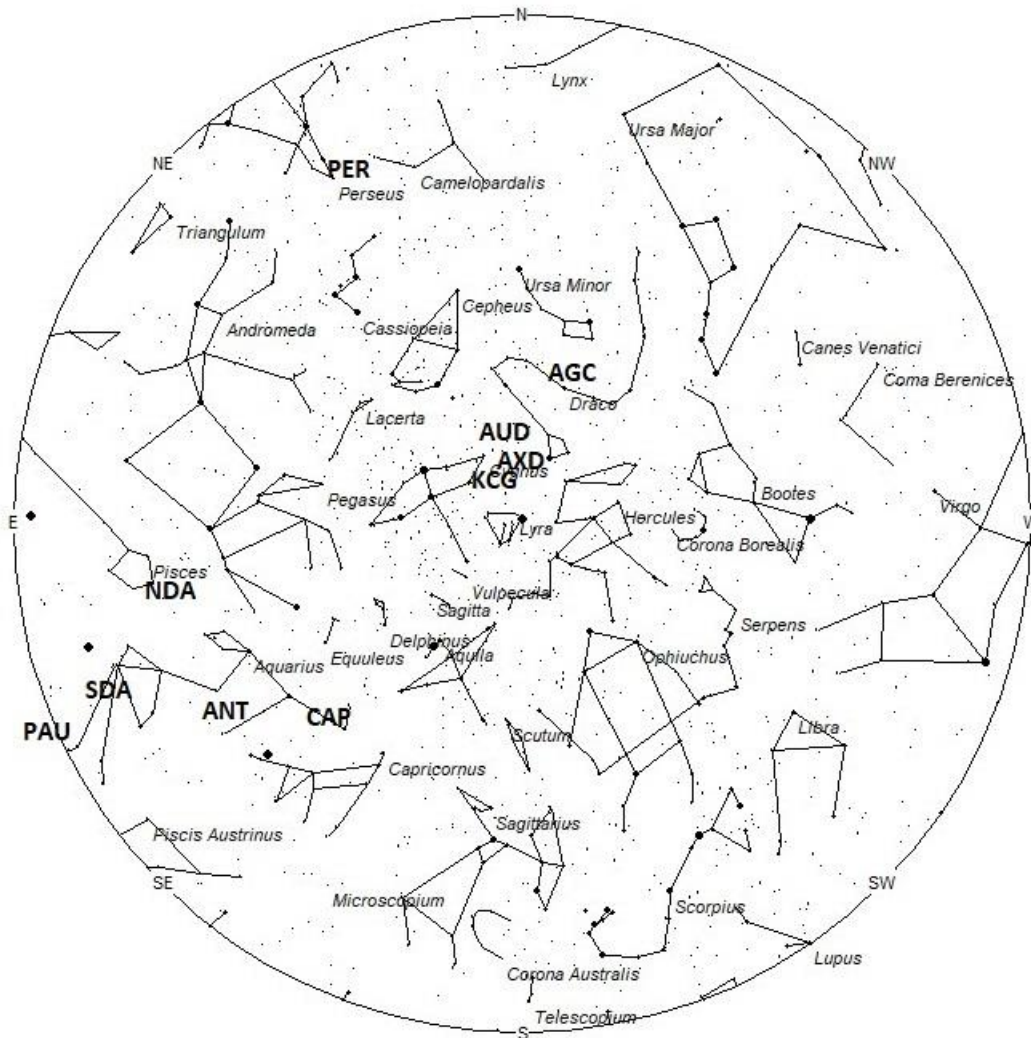 N
Lynx
Ursa Major
NE
PER
Perseus
Camelopardalis
NW
Triangulum
Ursa Minor
Cepheus
Andromeda
Cassiopeia
Canes Venatici
Coma Berenices
AGC
Draco
Lacerta
AUD
AXD
Cygnus
KCG
Pegasus
Bootes
Virgo
E
Lyra
Hercules
Corona Borealis
W
Pisces
NDA
Vulpecula
Sagitta
Serpens
Delphinus
Aquarius
Equuleus
Aquila
Ophiuchus
SDA
ANT
CAP
PAU
Scutum
Libra
Capricornus
Piscis Austrinus
Sagittarius
SE
SW
Microscopium
Scorpius
Lupus
Corona Australis
Telescopium
S